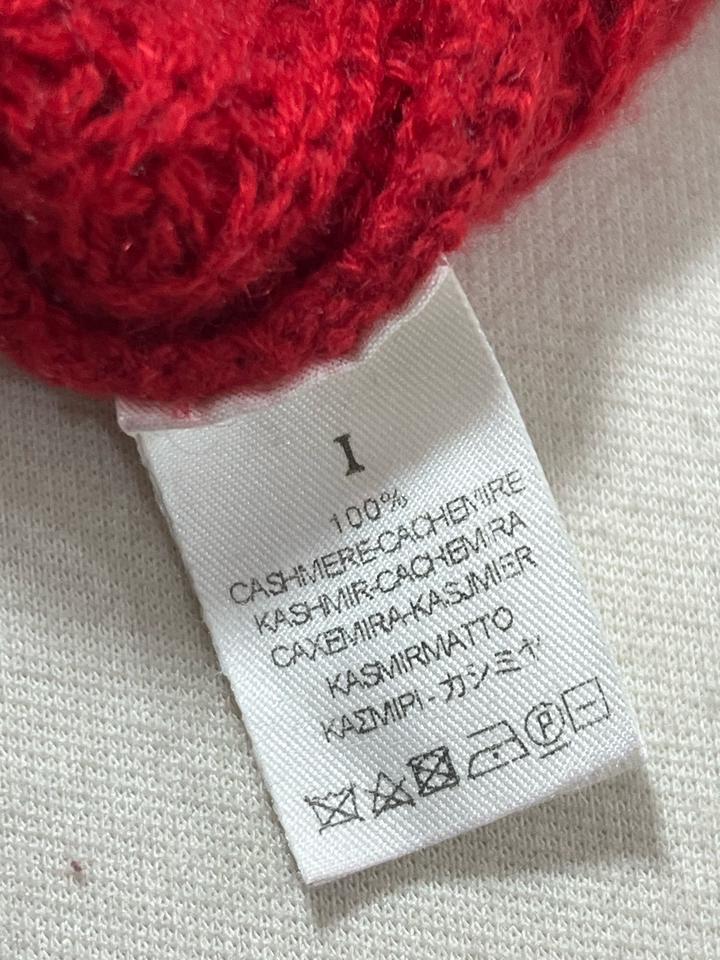 I
100%
CASHMERE-CACHEMIRE
KASHMIR-CACHEMIRA
CAXEMIRA-KASJMIER
KASMIRMATTO
ΚΑΣΜΙΡΙ - カシミヤ
P